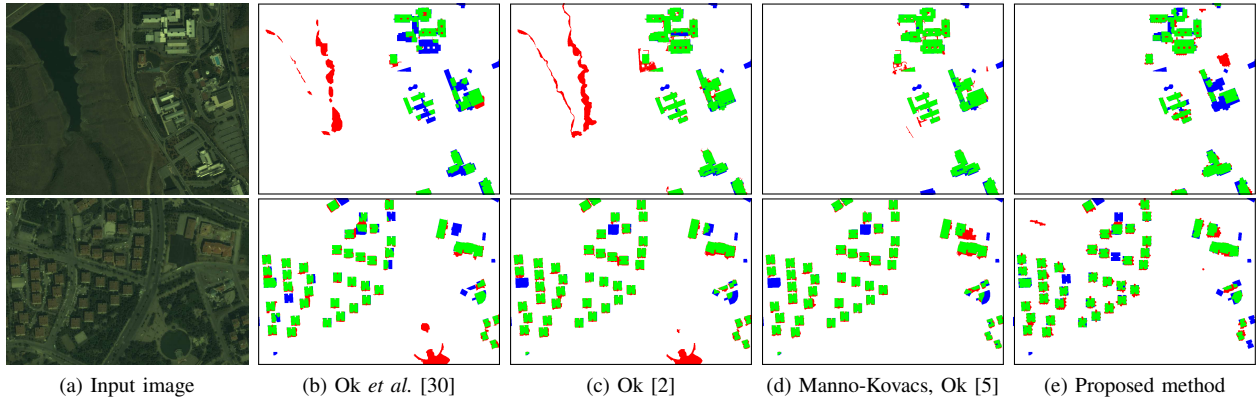 (a) Input image
(b) Ok et al. [30]
(c) Ok [2]
(d) Manno-Kovacs, Ok [5]
(e) Proposed method